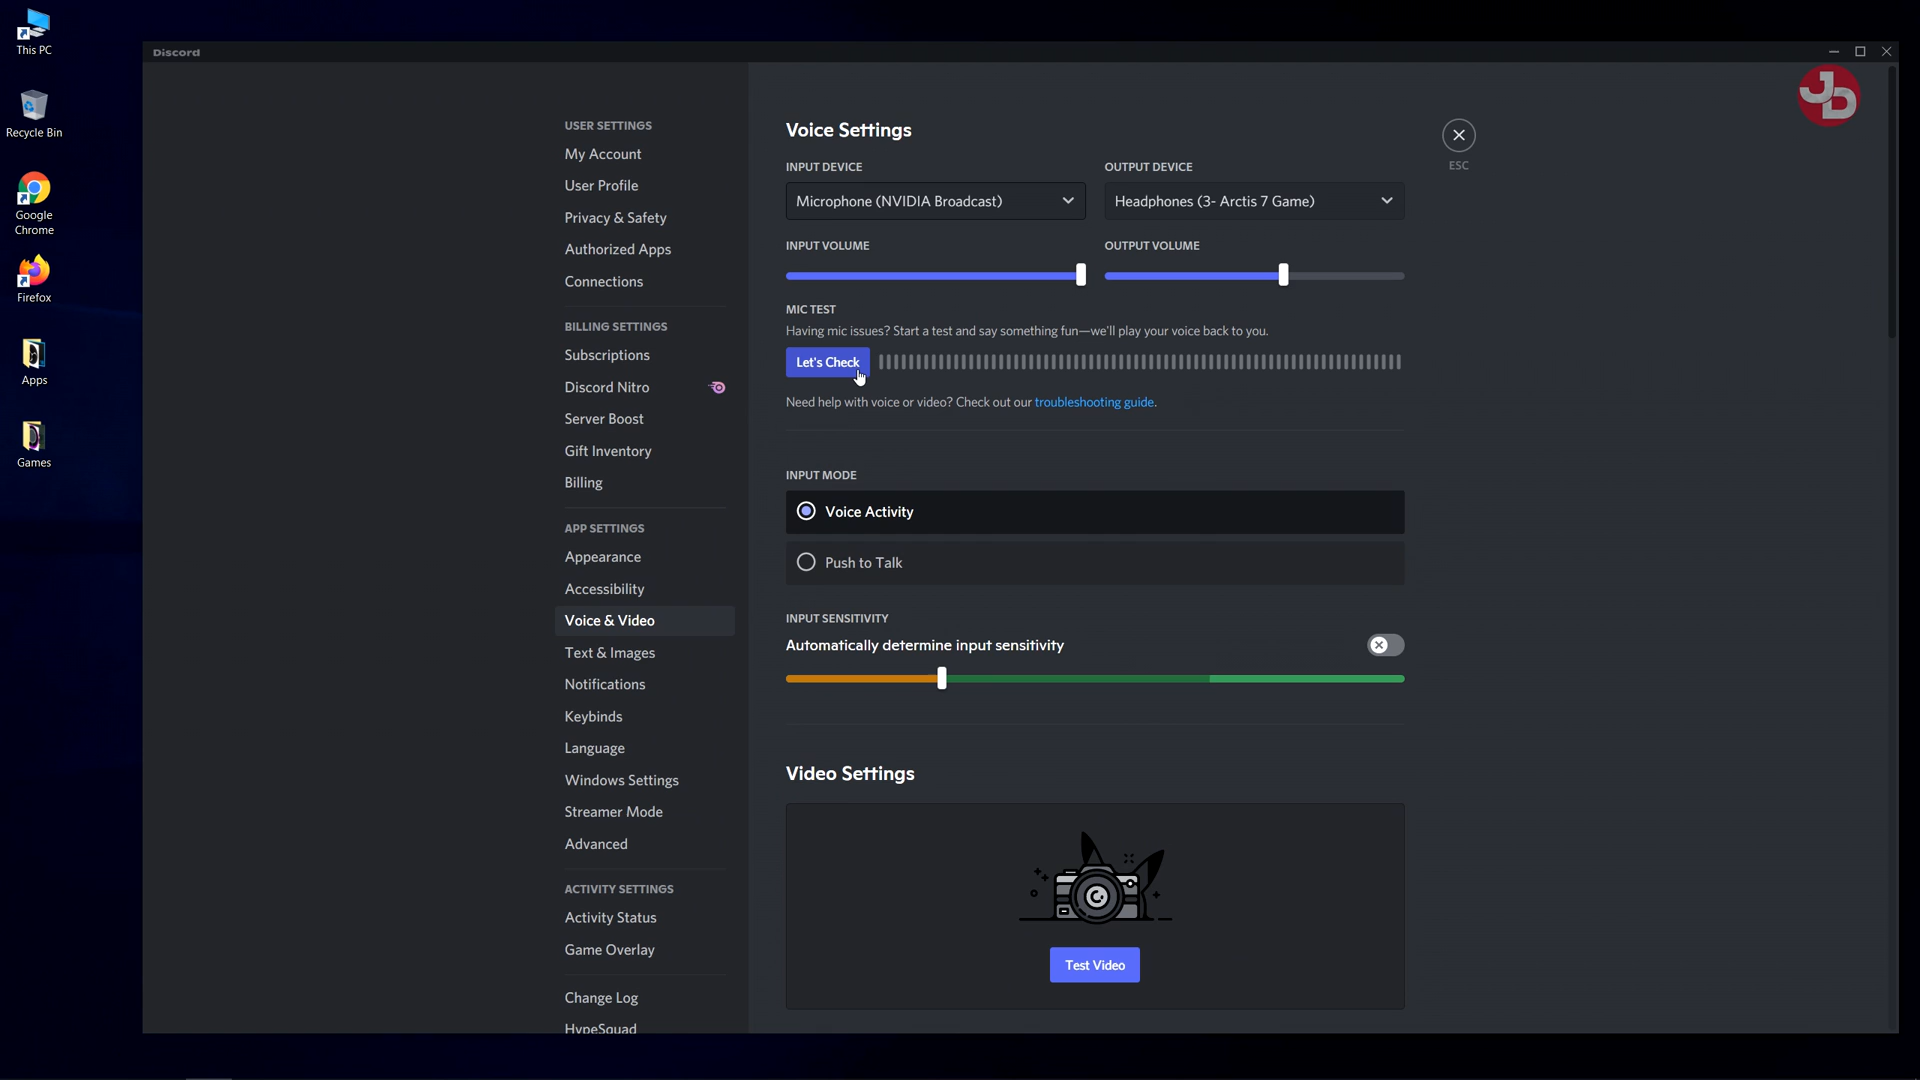 This PC
Recycle Bin
Google
Chrome
Firefox
Apps
Games
Discord
JD
USER SETTINGS
My Account
User Profile
Privacy & Safety
Authorized Apps
Connections
BILLING SETTINGS
Subscriptions
Discord Nitro
Server Boost
Gift Inventory
Billing
APP SETTINGS
Appearance
Accessibility
Voice & Video
Text & Images
Notifications
Keybinds
Language
Windows Settings
Streamer Mode
Advanced
ACTIVITY SETTINGS
Activity Status
Game Overlay
Change Log
HypeSquad
Voice Settings
INPUT DEVICE
Microphone (NVIDIA Broadcast)
OUTPUT DEVICE
Headphones (3- Arctis 7 Game)
INPUT VOLUME
OUTPUT VOLUME
MIC TEST
Having mic issues? Start a test and say something fun—we'll play your voice back to you.
Let's Check
Need help with voice or video? Check out our troubleshooting guide.
INPUT MODE
Voice Activity
Push to Talk
INPUT SENSITIVITY
Automatically determine input sensitivity
Video Settings
Test Video
ESC